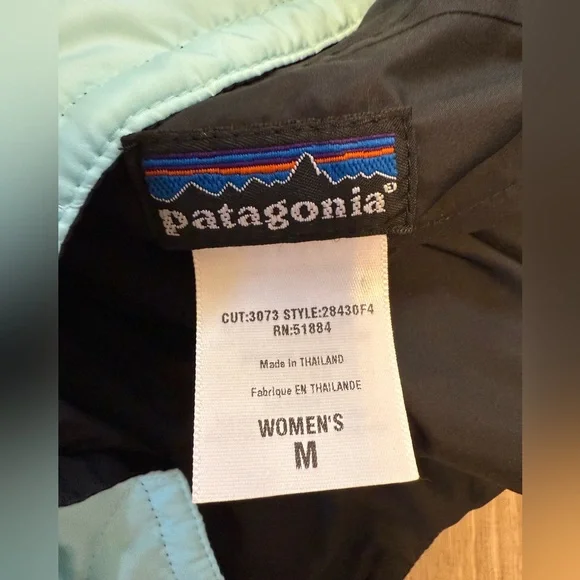 patagonia®
CUT:3073 STYLE:28430F4
RN:51884
Made In THAILAND
Fabrique EN THAILANDE
WOMEN'S
M